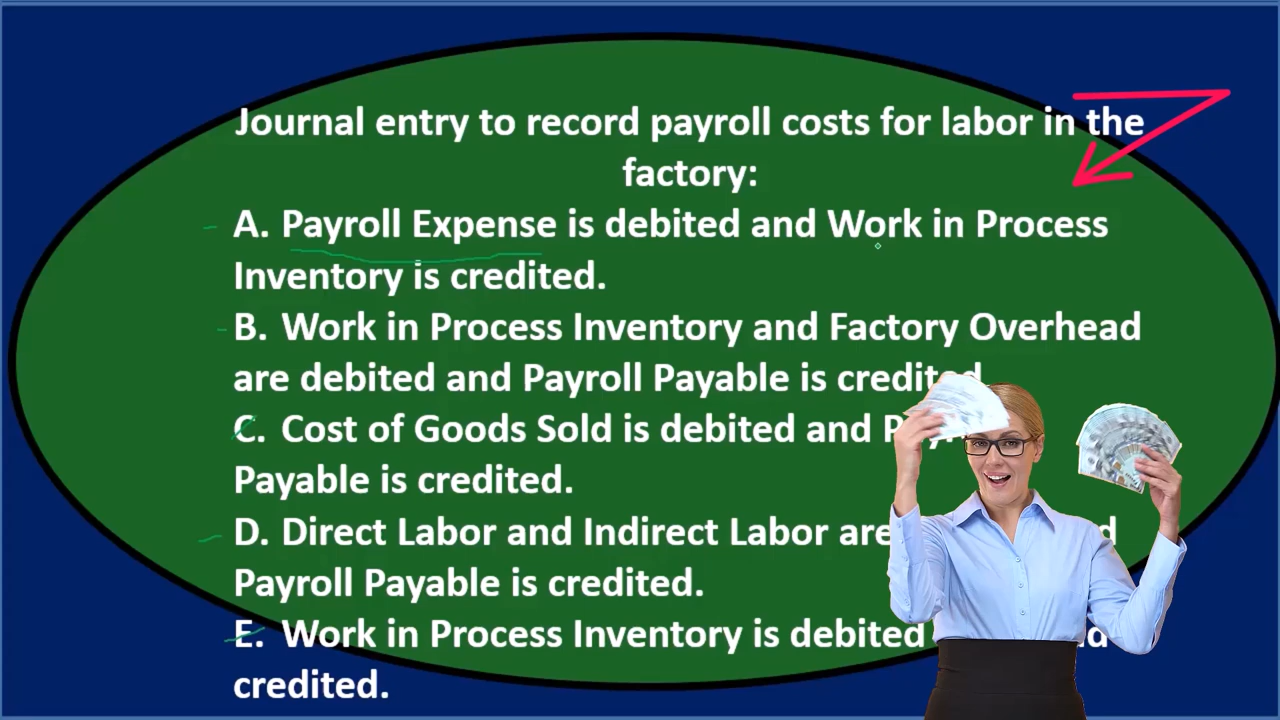 Journal entry to record payroll costs for labor in the
factory:
A. Payroll Expense is debited and Work in Process
Inventory is credited.
B. Work in Process Inventory and Factory Overhead
are debited and Payroll Payable is credited.
C. Cost of Goods Sold is debited and
Payable is credited.
D. Direct Labor and Indirect Labor are
Payroll Payable is credited.
E. Work in Process Inventory is debited
credited.